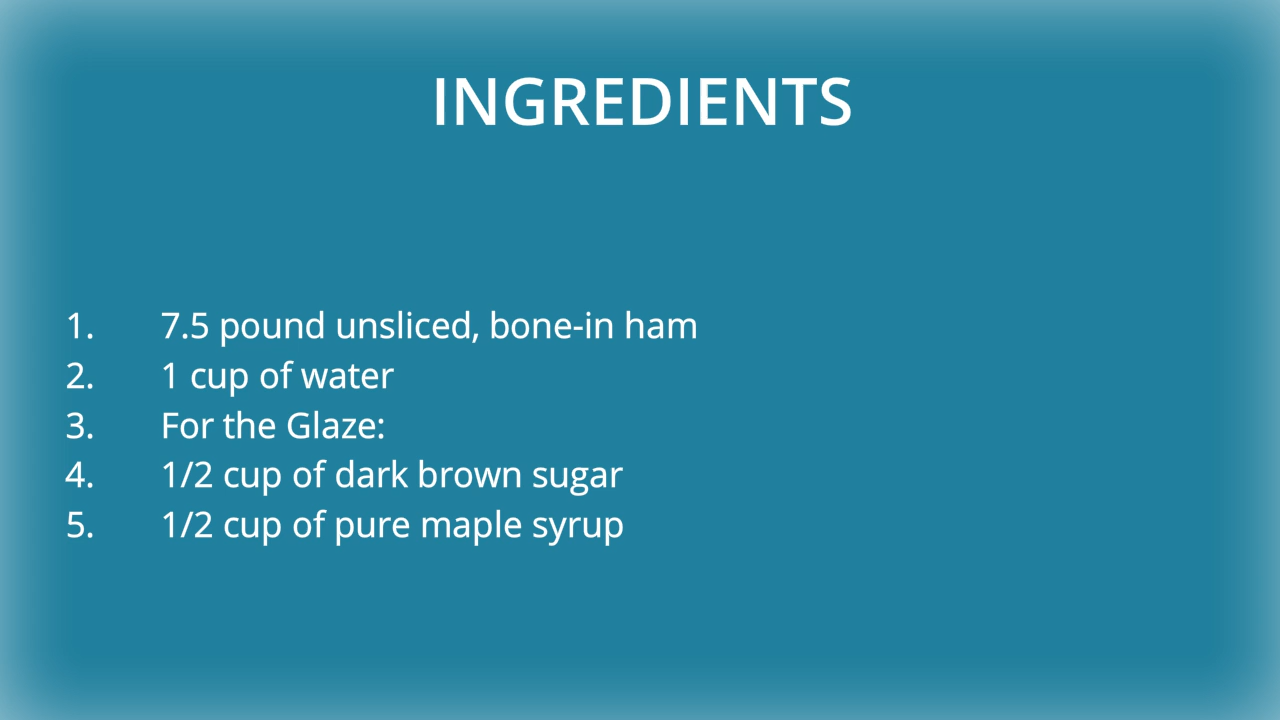 INGREDIENTS
1. 7.5 pound unsliced, bone-in ham
2. 1 cup of water
3. For the Glaze:
4. 1/2 cup of dark brown sugar
5. 1/2 cup of pure maple syrup